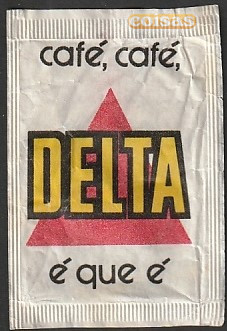 coisas
café, café,
DELTA
é que é